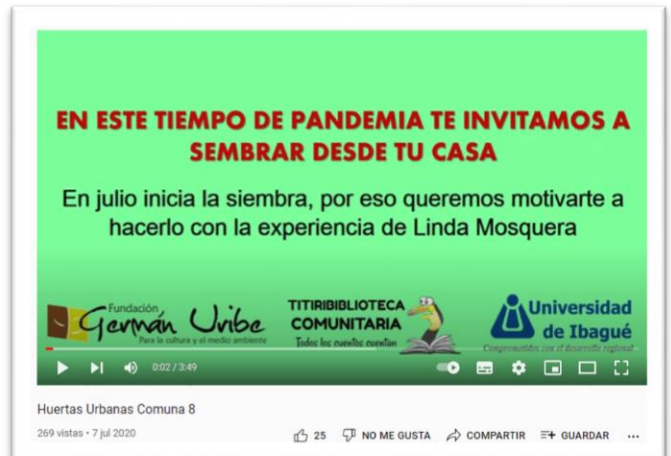 EN ESTE TIEMPO DE PANDEMIA TE INVITAMOS A
SEMBRAR DESDE TU CASA
En julio inicia la siembra, por eso queremos motivarte a
hacerlo con la experiencia de Linda Mosquera
Fundación
Germán Uribe
Para la cultura y el medio ambiente
TITIRIBIBLIOTECA
COMUNITARIA
Todos los cuentos cuentan
Universidad
de Ibagué
Comprometidos con el desarrollo regional
0:02 / 3:49
Huertas Urbanas Comuna 8
269 vistas • 7 jul 2020
25 NO ME GUSTA COMPARTIR GUARDAR ...